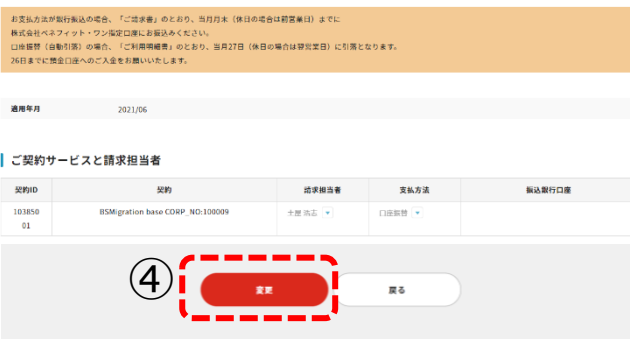 お支払方法が銀行振込の場合、「ご請求書」のとおり、当月月末（休日の場合は前営業日）までに
株式会社ベネフィット・ワン指定口座にお振込みください。
口座振替（自動引落）の場合、「ご利用明細書」のとおり、当月27日（休日の場合は翌営業日）に引落となります。
26日までに預金口座へのご入金をお願いいたします。
適用年月 2021/06
ご契約サービスと請求担当者
契約ID 契約 請求担当者 支払方法 振込銀行口座
103850 BSMigration base CORP_NO:100009 土屋 浩志 口座振替
01
④ 変更 戻る